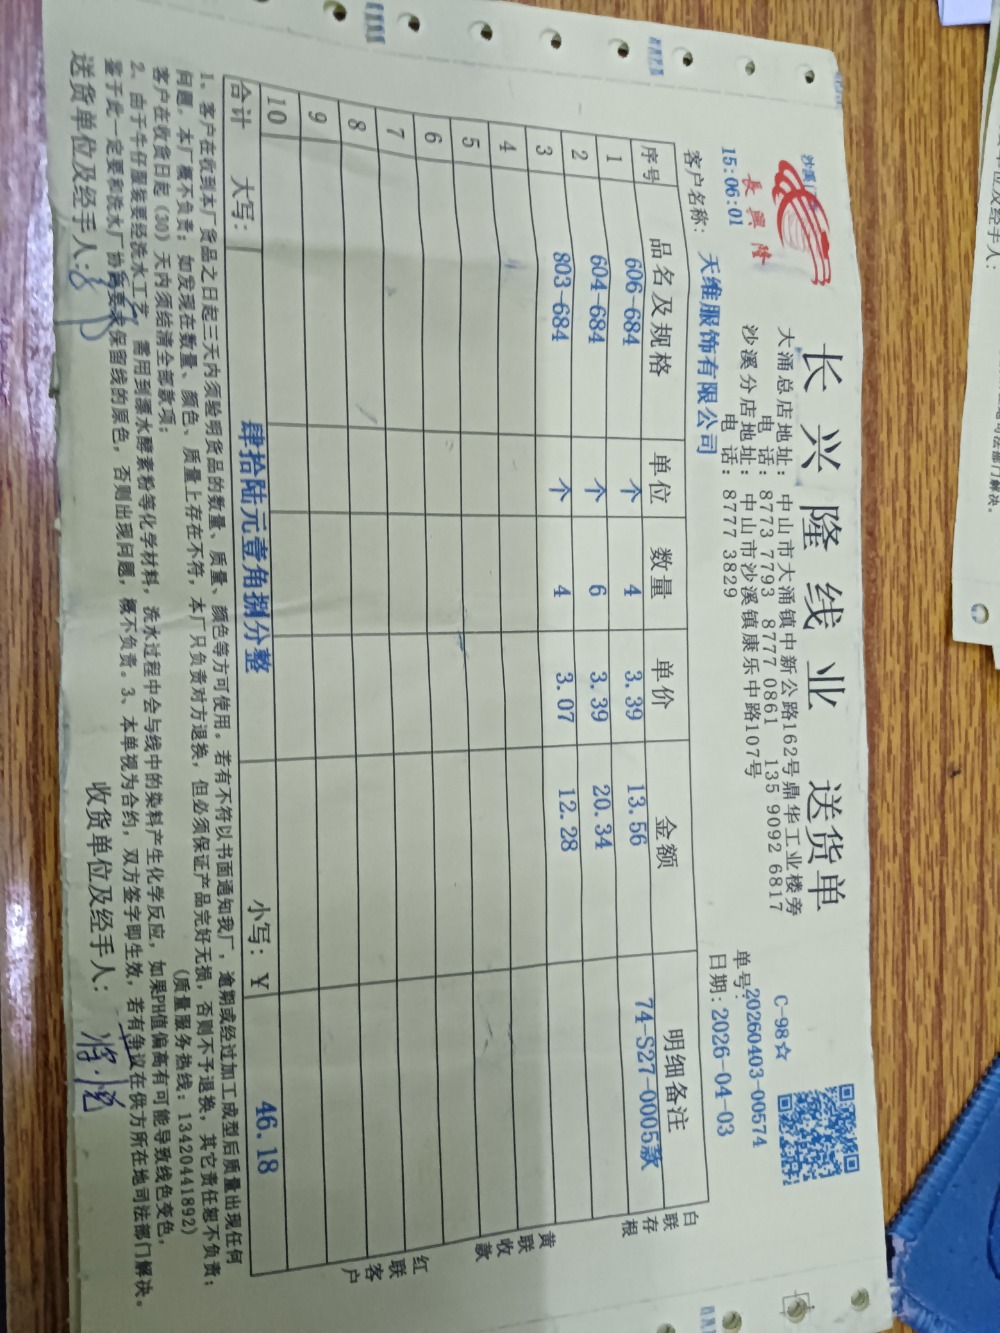 长兴隆线业 送货单
長興隆
大涌总店地址：中山市大涌镇中新公路162号鼎华工业楼旁
电 话：8773 7793 8777 0861 135 9092 6817
沙溪分店地址：中山市沙溪镇康乐中路107号
电 话：8777 3829
C-98☆
单号：20260403-00574
日期：2026-04-03
15:06:01
客户名称： 天维服饰有限公司
序号 品名及规格 单位 数量 单价 金额 明细备注
1 606-684 个 4 3.39 13.56 74-S27-0005款
2 604-684 个 6 3.39 20.34
3 803-684 个 4 3.07 12.28
4
5
6
7
8
9
10
合计 大写： 肆拾陆元壹角捌分整 小写：￥ 46.18
白联存根
黄联收款
红联客户
1、客户在收到本厂货品之日起三天内须验明货品的数量、质量、颜色等方可使用。若有不符以书面通知我厂，逾期或经过加工成型后质量出现任何
问题，本厂概不负责；如发现在数量、颜色、质量上存在不符，本厂只负责对方退换，但必须保证产品完好无损，否则不予退换，其它责任恕不负责；
客户在收货日起（30）天内须给清全部款项； （质量服务热线：13420441892）
2、由于牛仔服装要经洗水工艺，需用到漂水酵素粉等化学材料，洗水过程中会与线中的染料产生化学反应，如果PH值偏高有可能导致线色变色，
鉴于此一定要和洗水厂协商要求保留线的原色，否则出现问题，概不负责。3、本单视为合约，双方签字即生效，若有争议在供方所在地司法部门解决。
送货单位及经手人： 收货单位及经手人：
及经手人：
司法部门解决。